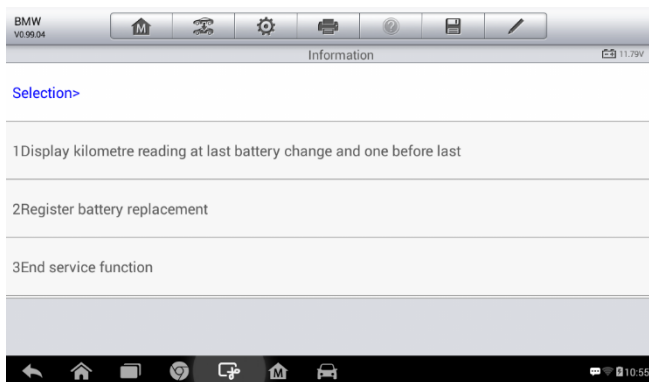 BMW
V0.99.04
M
Information
11.79V
Selection>
1Display kilometre reading at last battery change and one before last
2Register battery replacement
3End service function
M
10:55